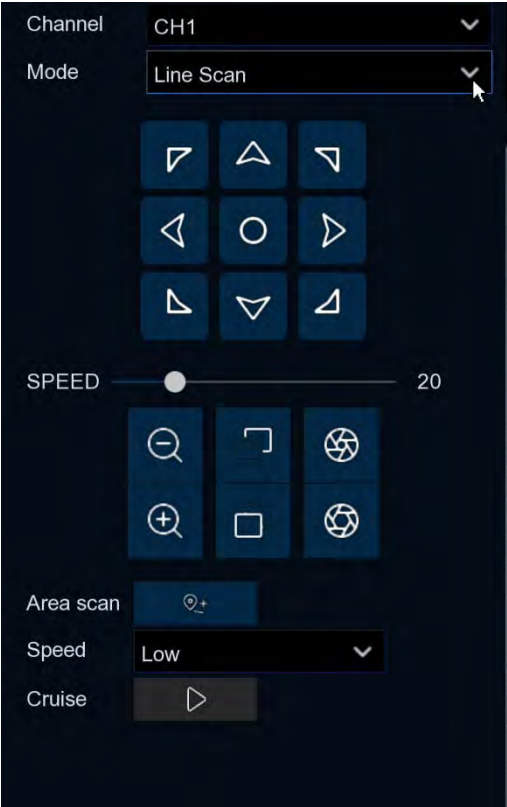 Channel CH1
Mode Line Scan
SPEED 20
Area scan
Speed Low
Cruise